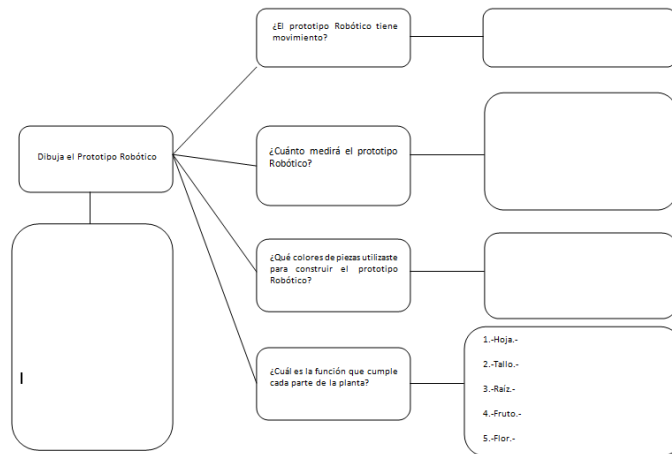 ¿El prototipo Robótico tiene
movimiento?
Dibuja el Prototipo Robótico
¿Cuánto medirá el prototipo
Robótico?
¿Qué colores de piezas utilizaste
para construir el prototipo
Robótico?
¿Cuál es la función que cumple
cada parte de la planta?
1.-Hoja.-
2.-Tallo.-
3.-Raíz.-
4.-Fruto.-
5.-Flor.-